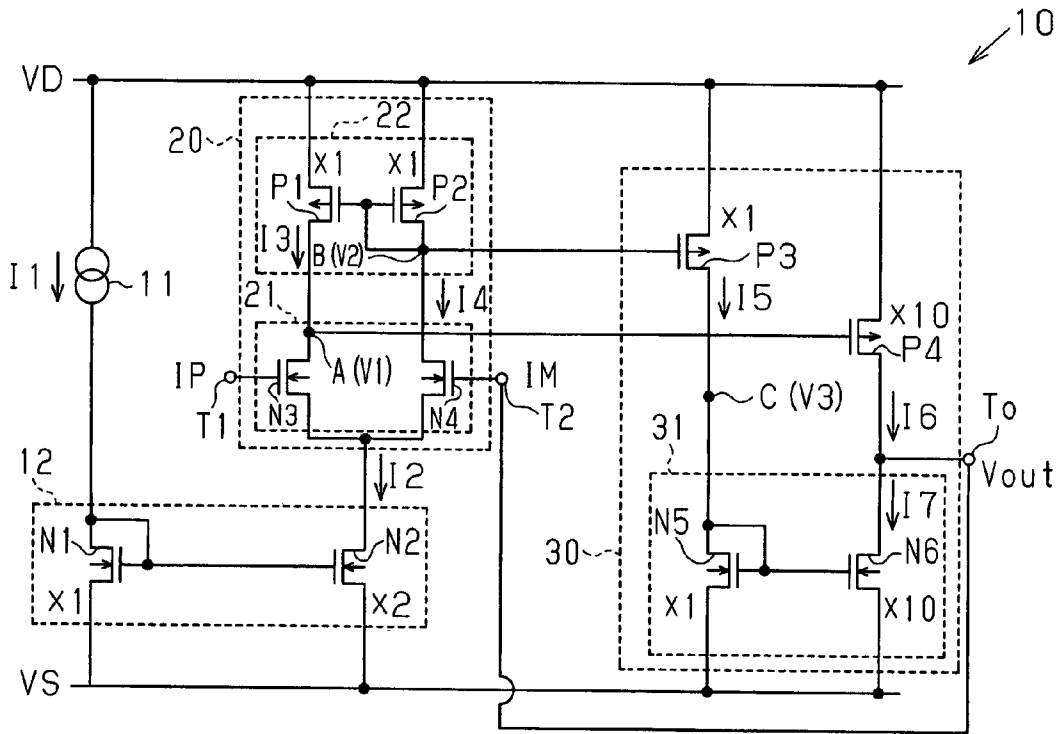 10
VD
20
22
X1
X1
P1
P2
I3
B (V2)
X1
P3
I1
11
21
I4
I5
X10
P4
IP
A (V1)
IM
T1
N3
N4
T2
C (V3)
I6
To
12
I2
31
Vout
N1
N2
30
N5
I7
N6
X1
X2
X1
X10
VS